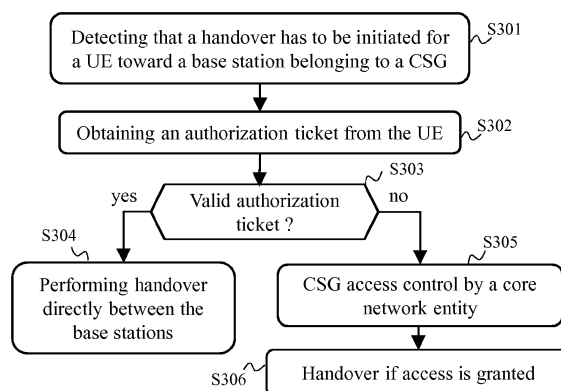 Detecting that a handover has to be initiated for
a UE toward a base station belonging to a CSG
S301
Obtaining an authorization ticket from the UE
S302
S303
Valid authorization
ticket ?
yes
no
S304
Performing handover
directly between the
base stations
S305
CSG access control by a core
network entity
S306
Handover if access is granted